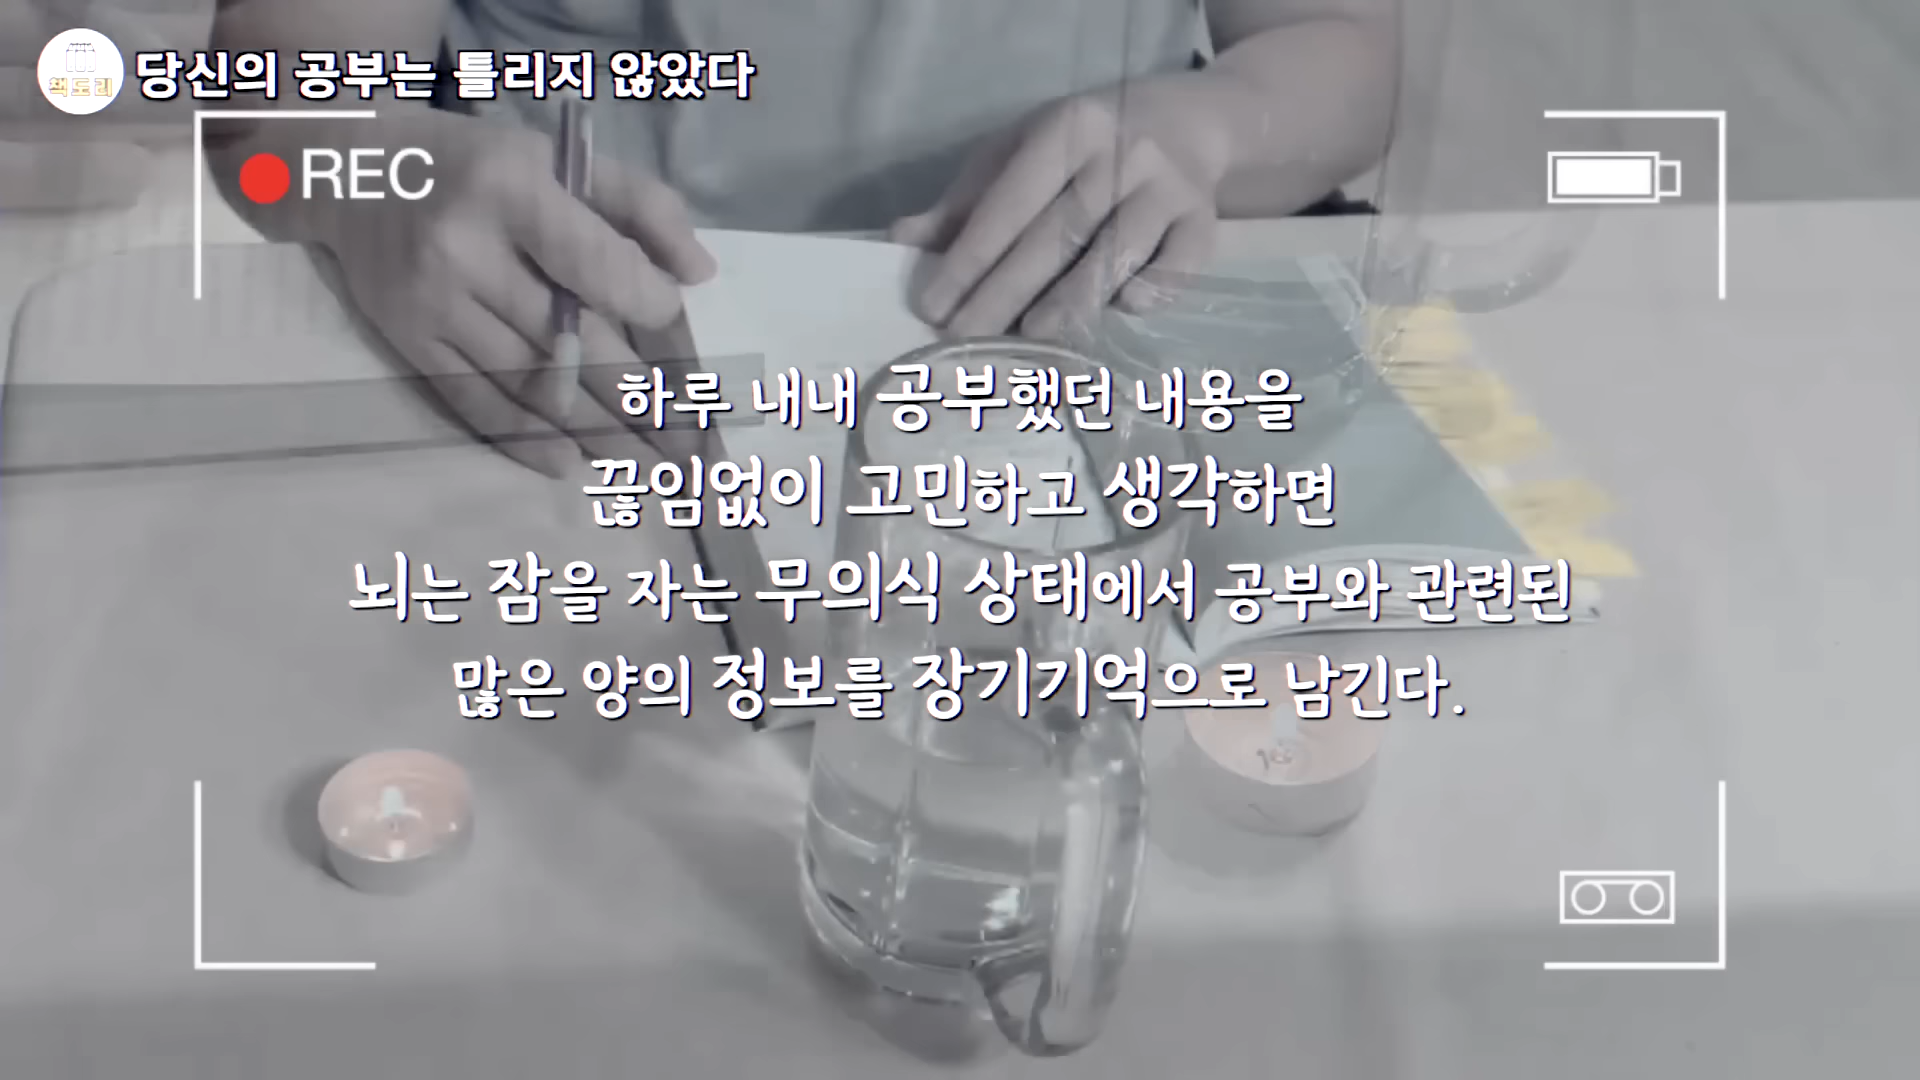 책도리
당신의 공부는 틀리지 않았다
REC
하루 내내 공부했던 내용을
끊임없이 고민하고 생각하면
뇌는 잠을 자는 무의식 상태에서 공부와 관련된
많은 양의 정보를 장기기억으로 남긴다.